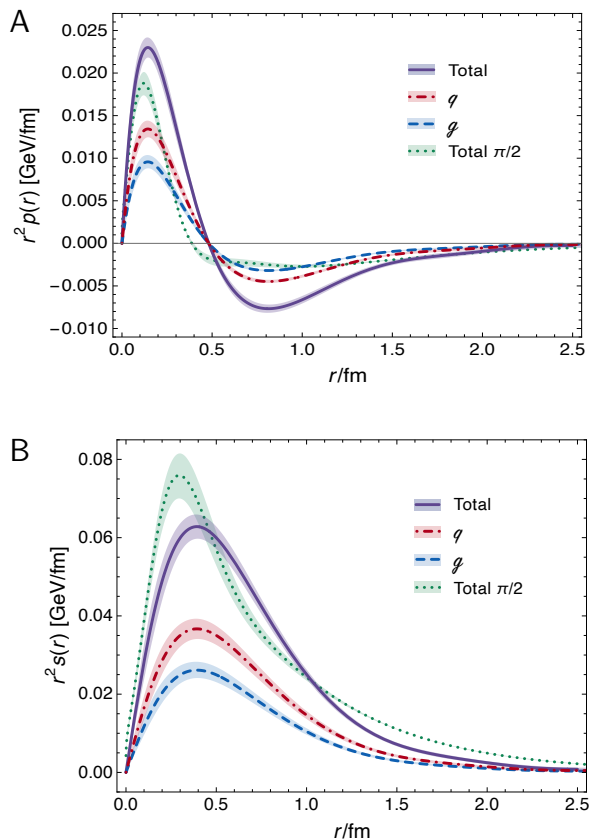 A
r² p(r) [GeV/fm]
0.025
0.020
0.015
0.010
0.005
0.000
−0.005
−0.010
Total
q
g
Total π/2
0.0 0.5 1.0 1.5 2.0 2.5
r/fm
B
r² s(r) [GeV/fm]
0.08
0.06
0.04
0.02
0.00
Total
q
g
Total π/2
0.0 0.5 1.0 1.5 2.0 2.5
r/fm